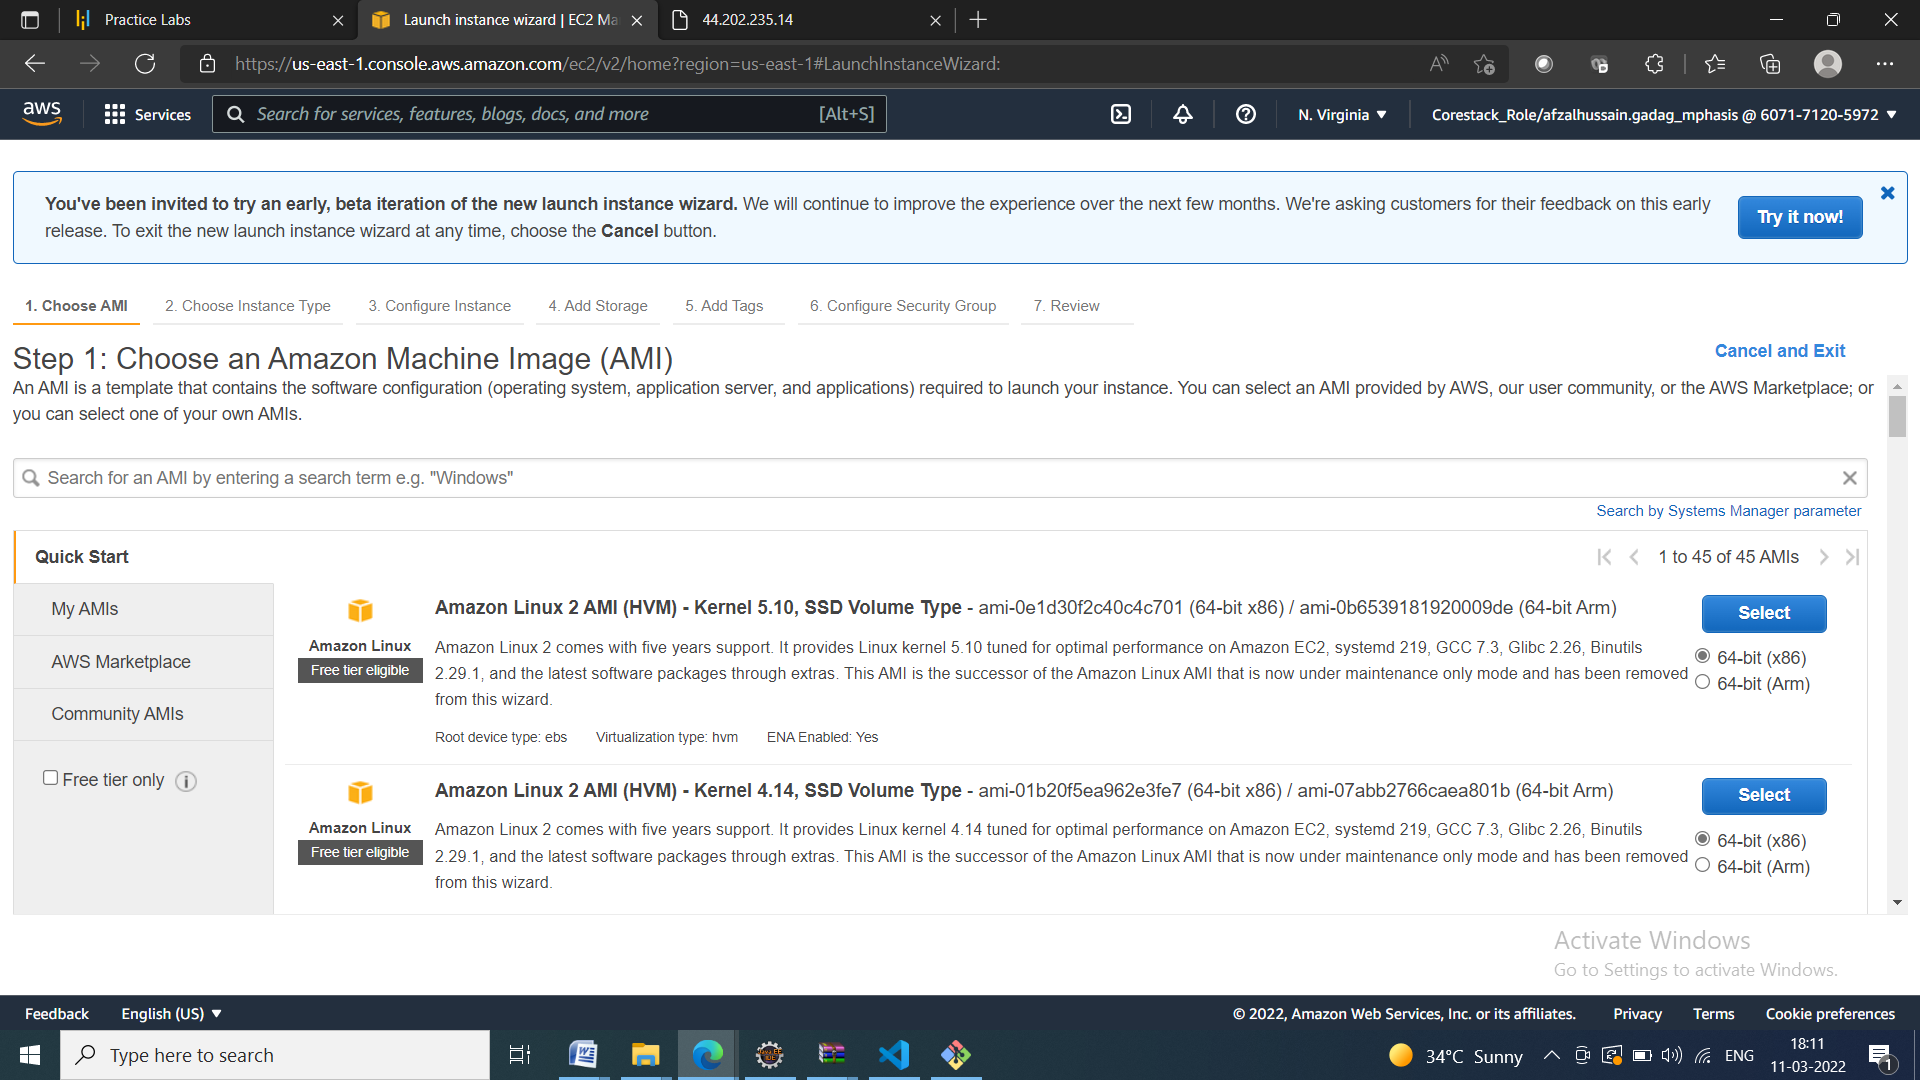 Practice Labs
Launch instance wizard | EC2 Ma
44.202.235.14
https://us-east-1.console.aws.amazon.com/ec2/v2/home?region=us-east-1#LaunchInstanceWizard:
aws
Services
Search for services, features, blogs, docs, and more
[Alt+S]
N. Virginia
Corestack_Role/afzalhussain.gadag_mphasis @ 6071-7120-5972
You've been invited to try an early, beta iteration of the new launch instance wizard. We will continue to improve the experience over the next few months. We're asking customers for their feedback on this early
release. To exit the new launch instance wizard at any time, choose the Cancel button.
Try it now!
1. Choose AMI
2. Choose Instance Type
3. Configure Instance
4. Add Storage
5. Add Tags
6. Configure Security Group
7. Review
Step 1: Choose an Amazon Machine Image (AMI)
Cancel and Exit
An AMI is a template that contains the software configuration (operating system, application server, and applications) required to launch your instance. You can select an AMI provided by AWS, our user community, or the AWS Marketplace; or
you can select one of your own AMIs.
Search for an AMI by entering a search term e.g. "Windows"
Search by Systems Manager parameter
Quick Start
1 to 45 of 45 AMIs
My AMIs
AWS Marketplace
Community AMIs
Free tier only
Amazon Linux
Free tier eligible
Amazon Linux 2 AMI (HVM) - Kernel 5.10, SSD Volume Type - ami-0e1d30f2c40c4c701 (64-bit x86) / ami-0b6539181920009de (64-bit Arm)
Amazon Linux 2 comes with five years support. It provides Linux kernel 5.10 tuned for optimal performance on Amazon EC2, systemd 219, GCC 7.3, Glibc 2.26, Binutils
2.29.1, and the latest software packages through extras. This AMI is the successor of the Amazon Linux AMI that is now under maintenance only mode and has been removed
from this wizard.
Root device type: ebs
Virtualization type: hvm
ENA Enabled: Yes
Select
64-bit (x86)
64-bit (Arm)
Amazon Linux
Free tier eligible
Amazon Linux 2 AMI (HVM) - Kernel 4.14, SSD Volume Type - ami-01b20f5ea962e3fe7 (64-bit x86) / ami-07abb2766caea801b (64-bit Arm)
Amazon Linux 2 comes with five years support. It provides Linux kernel 4.14 tuned for optimal performance on Amazon EC2, systemd 219, GCC 7.3, Glibc 2.26, Binutils
2.29.1, and the latest software packages through extras. This AMI is the successor of the Amazon Linux AMI that is now under maintenance only mode and has been removed
from this wizard.
Select
64-bit (x86)
64-bit (Arm)
Activate Windows
Go to Settings to activate Windows.
Feedback
English (US)
© 2022, Amazon Web Services, Inc. or its affiliates.
Privacy
Terms
Cookie preferences
Type here to search
34°C Sunny
ENG
18:11
11-03-2022
1